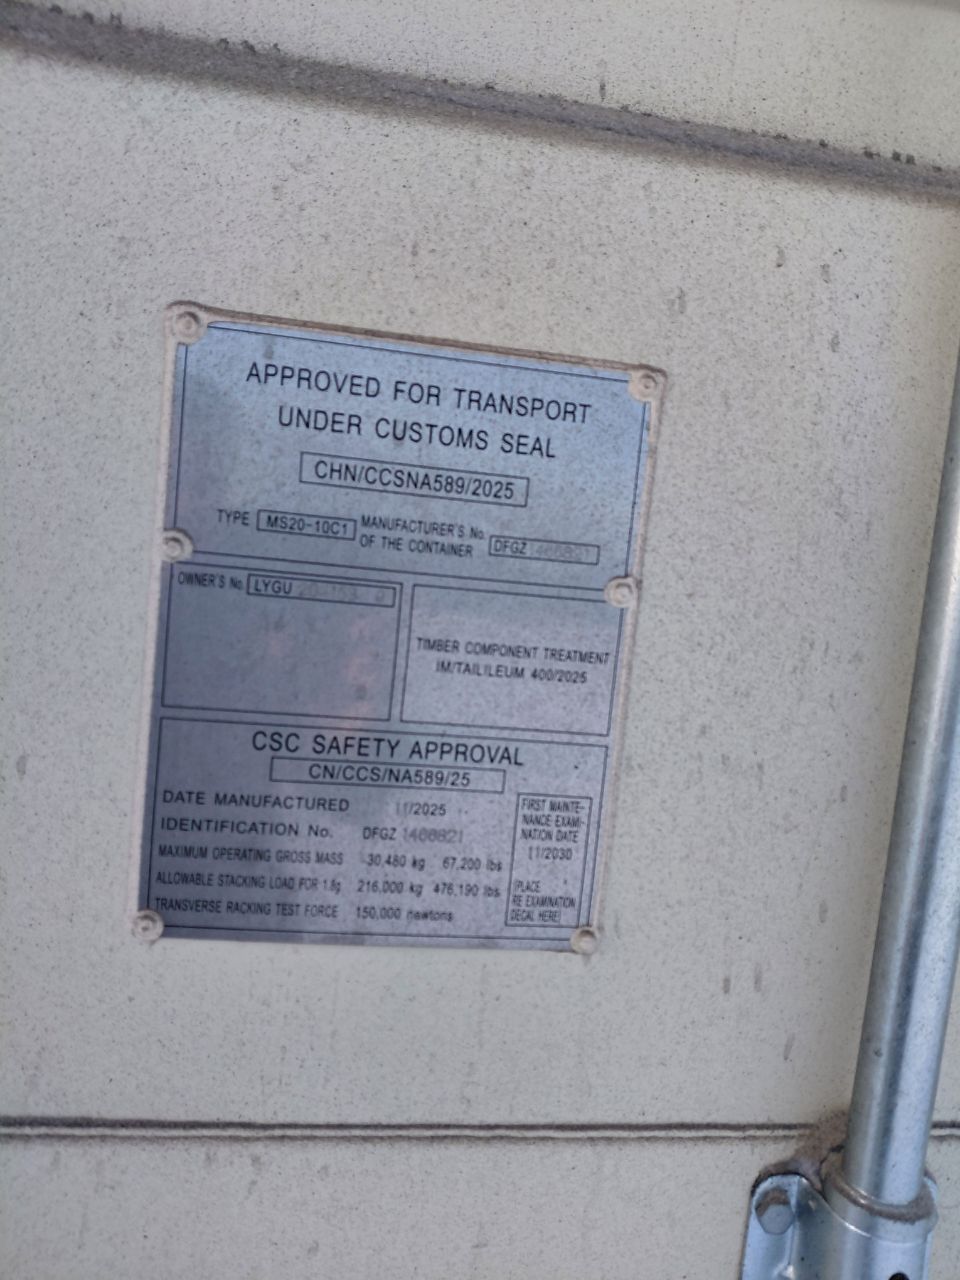 APPROVED FOR TRANSPORT
UNDER CUSTOMS SEAL
CHN/CCSNA589/2025
TYPE MS20-10C1 MANUFACTURER'S No.
OF THE CONTAINER DFGZ
OWNER'S No. LYGU
TIMBER COMPONENT TREATMENT
IM/TAILILEUM 400/2025
CSC SAFETY APPROVAL
CN/CCS/NA589/25
DATE MANUFACTURED 11/2025
IDENTIFICATION No. DFGZ
MAXIMUM OPERATING GROSS MASS 30,480 kg 67,200 lbs
ALLOWABLE STACKING LOAD FOR 1.8g 216,000 kg 476,190 lbs
TRANSVERSE RACKING TEST FORCE 150,000 newtons
FIRST MAINTE-
NANCE EXAMI-
NATION DATE
11/2030
(PLACE
RE EXAMINATION
DECAL HERE)